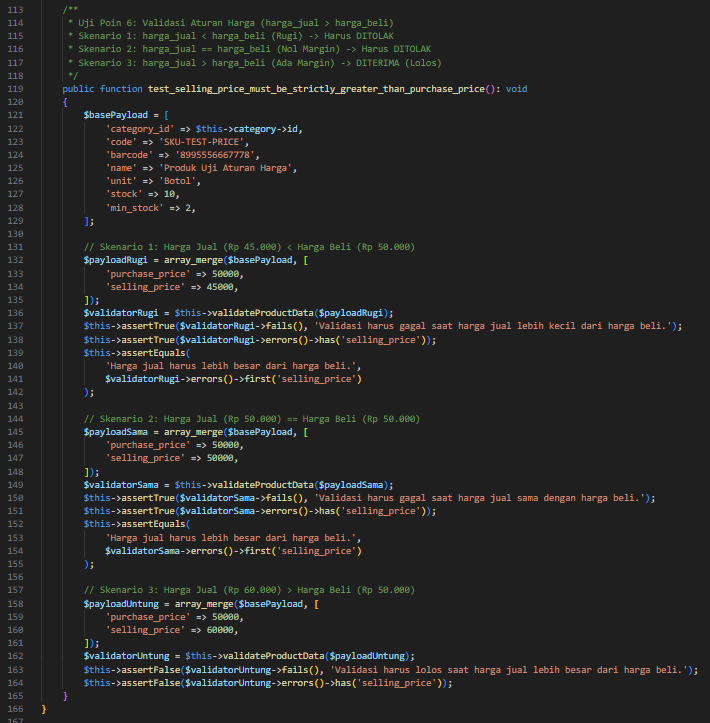 113 /**
114 * Uji Poin 6: Validasi Aturan Harga (harga_jual > harga_beli)
115 * Skenario 1: harga_jual < harga_beli (Rugi) -> Harus DITOLAK
116 * Skenario 2: harga_jual == harga_beli (Nol Margin) -> Harus DITOLAK
117 * Skenario 3: harga_jual > harga_beli (Ada Margin) -> DITERIMA (Lolos)
118 */
119 public function test_selling_price_must_be_strictly_greater_than_purchase_price(): void
120 {
121 $basePayload = [
122 'category_id' => $this->category->id,
123 'code' => 'SKU-TEST-PRICE',
124 'barcode' => '8995556667778',
125 'name' => 'Produk Uji Aturan Harga',
126 'unit' => 'Botol',
127 'stock' => 10,
128 'min_stock' => 2,
129 ];
130
131 // Skenario 1: Harga Jual (Rp 45.000) < Harga Beli (Rp 50.000)
132 $payloadRugi = array_merge($basePayload, [
133 'purchase_price' => 50000,
134 'selling_price' => 45000,
135 ]);
136 $validatorRugi = $this->validateProductData($payloadRugi);
137 $this->assertTrue($validatorRugi->fails(), 'Validasi harus gagal saat harga jual lebih kecil dari harga beli.');
138 $this->assertTrue($validatorRugi->errors()->has('selling_price'));
139 $this->assertEquals(
140 'Harga jual harus lebih besar dari harga beli.',
141 $validatorRugi->errors()->first('selling_price')
142 );
143
144 // Skenario 2: Harga Jual (Rp 50.000) == Harga Beli (Rp 50.000)
145 $payloadSama = array_merge($basePayload, [
146 'purchase_price' => 50000,
147 'selling_price' => 50000,
148 ]);
149 $validatorSama = $this->validateProductData($payloadSama);
150 $this->assertTrue($validatorSama->fails(), 'Validasi harus gagal saat harga jual sama dengan harga beli.');
151 $this->assertTrue($validatorSama->errors()->has('selling_price'));
152 $this->assertEquals(
153 'Harga jual harus lebih besar dari harga beli.',
154 $validatorSama->errors()->first('selling_price')
155 );
156
157 // Skenario 3: Harga Jual (Rp 60.000) > Harga Beli (Rp 50.000)
158 $payloadUntung = array_merge($basePayload, [
159 'purchase_price' => 50000,
160 'selling_price' => 60000,
161 ]);
162 $validatorUntung = $this->validateProductData($payloadUntung);
163 $this->assertFalse($validatorUntung->fails(), 'Validasi harus lolos saat harga jual lebih besar dari harga beli.');
164 $this->assertFalse($validatorUntung->errors()->has('selling_price'));
165 }
166 }
167